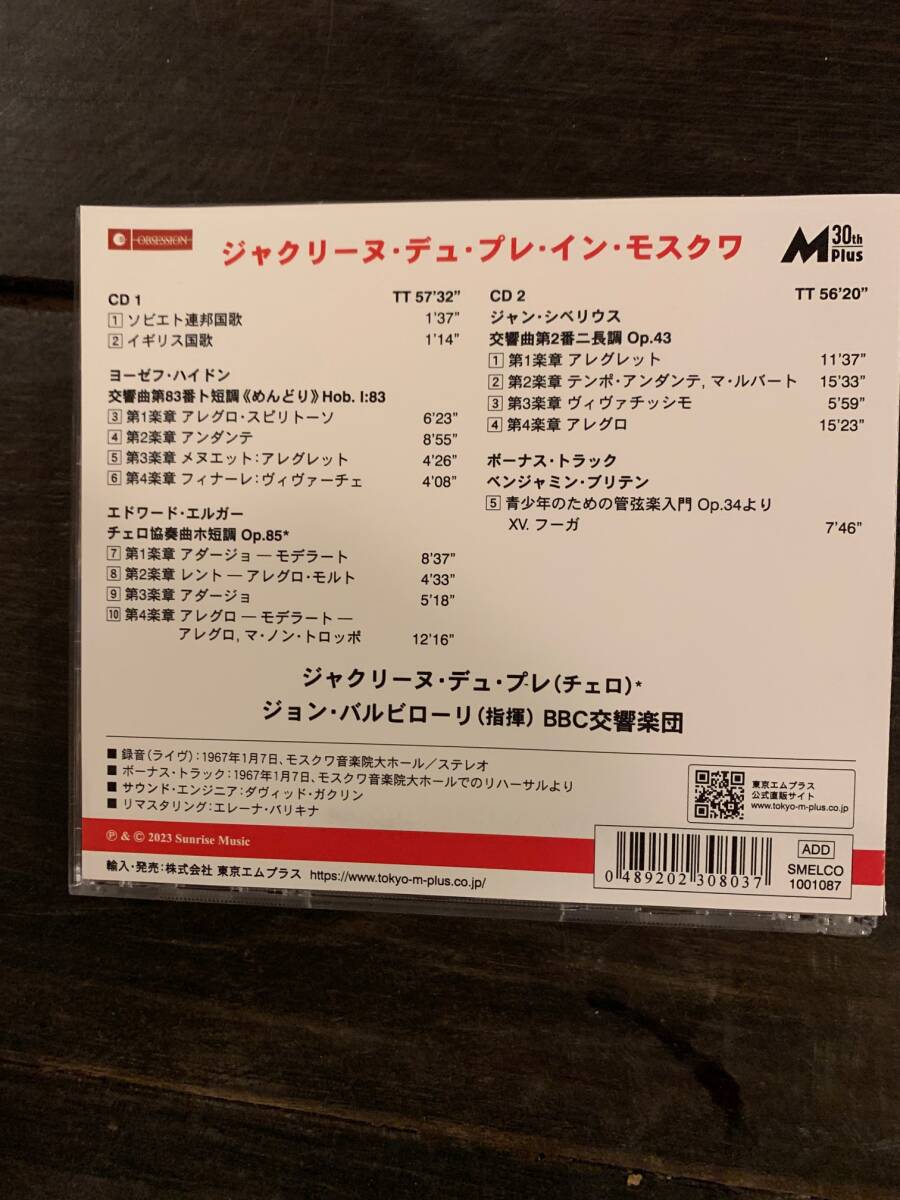 OBSESSION
ジャクリーヌ・デュ・プレ・イン・モスクワ
M 30th Plus
CD 1 TT 57'32"
1 ソビエト連邦国歌 1'37"
2 イギリス国歌 1'14"
ヨーゼフ・ハイドン
交響曲第83番ト短調《めんどり》Hob. I:83
3 第1楽章 アレグロ・スピリトーソ 6'23"
4 第2楽章 アンダンテ 8'55"
5 第3楽章 メヌエット:アレグレット 4'26"
6 第4楽章 フィナーレ:ヴィヴァーチェ 4'08"
エドワード・エルガー
チェロ協奏曲ホ短調 Op.85*
7 第1楽章 アダージョ ― モデラート 8'37"
8 第2楽章 レント ― アレグロ・モルト 4'33"
9 第3楽章 アダージョ 5'18"
10 第4楽章 アレグロ ― モデラート ―
アレグロ, マ・ノン・トロッポ 12'16"
CD 2 TT 56'20"
ジャン・シベリウス
交響曲第2番ニ長調 Op.43
1 第1楽章 アレグレット 11'37"
2 第2楽章 テンポ・アンダンテ, マ・ルバート 15'33"
3 第3楽章 ヴィヴァチッシモ 5'59"
4 第4楽章 アレグロ 15'23"
ボーナス・トラック
ベンジャミン・ブリテン
5 青少年のための管弦楽入門 Op.34より
XV. フーガ 7'46"
ジャクリーヌ・デュ・プレ(チェロ)*
ジョン・バルビローリ(指揮) BBC交響楽団
■ 録音(ライヴ):1967年1月7日、モスクワ音楽院大ホール/ステレオ
■ ボーナス・トラック:1967年1月7日、モスクワ音楽院大ホールでのリハーサルより
■ サウンド・エンジニア:ダヴィッド・ガクリン
■ リマスタリング:エレーナ・バリキナ
東京エムプラス
公式直販サイト
www.tokyo-m-plus.co.jp
℗ & © 2023 Sunrise Music
輸入・発売:株式会社 東京エムプラス https://www.tokyo-m-plus.co.jp/
0 489202 308037
ADD
SMELCO
1001087